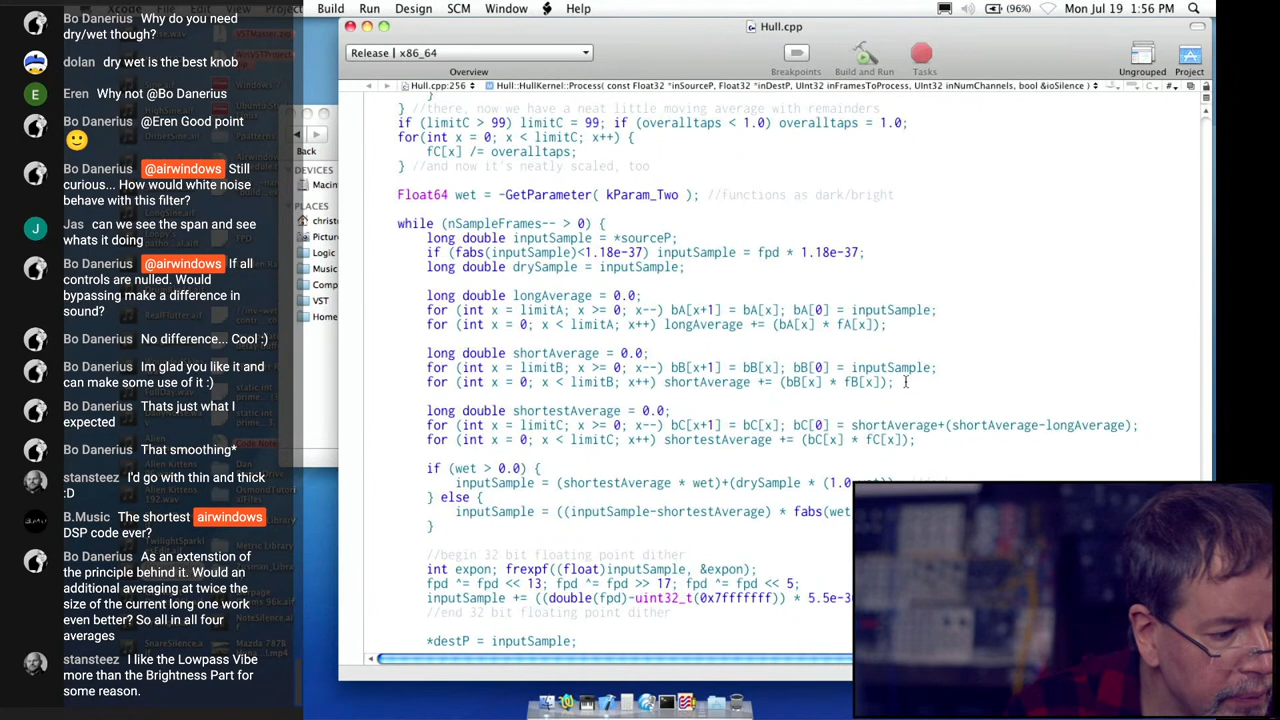 Bo Danerius Why do you need
dry/wet though?
dolan dry wet is the best knob
Eren Why not @Bo Danerius
Bo Danerius @Eren Good point
Bo Danerius @airwindows Still
curious... How would white noise
behave with this filter?
Jas can we see the span and see
whats it doing
Bo Danerius @airwindows If all
controls are nulled. Would
bypassing make a difference in
sound?
Bo Danerius No difference... Cool :)
Bo Danerius Im glad you like it and
can make some use of it :)
Bo Danerius Thats just what I
expected
Bo Danerius That smoothing*
stansteez I'd go with thin and thick
:D
B.Music The shortest airwindows
DSP code ever?
Bo Danerius As an extenstion of
the principle behind it. Would an
additional averaging at twice the
size of the current long one work
even better? So all in all four
averages
stansteez I like the Lowpass Vibe
more than the Brightness Part for
some reason.
Build Run Design SCM Window Help
(96%) Mon Jul 19 1:56 PM
Hull.cpp
Release | x86_64
Overview Breakpoints Build and Run Tasks Ungrouped Project
Hull.cpp:256 Hull::HullKernel::Process(const Float32 *inSourceP, Float32 *inDestP, UInt32 inFramesToProcess, UInt32 inNumChannels, bool &ioSilence)
Back
DEVICES
Macin
PLACES
christo
Picture
Logic
Music
Comp
VST
Home
}
} //there. now we have a neat little moving average with remainders
if (limitC > 99) limitC = 99; if (overalltaps < 1.0) overalltaps = 1.0;
for(int x = 0; x < limitC; x++) {
fC[x] /= overalltaps;
} //and now it's neatly scaled, too
Float64 wet = -GetParameter( kParam_Two ); //functions as dark/bright
while (nSampleFrames-- > 0) {
long double inputSample = *sourceP;
if (fabs(inputSample)<1.18e-37) inputSample = fpd * 1.18e-37;
long double drySample = inputSample;
long double longAverage = 0.0;
for (int x = limitA; x >= 0; x--) bA[x+1] = bA[x]; bA[0] = inputSample;
for (int x = 0; x < limitA; x++) longAverage += (bA[x] * fA[x]);
long double shortAverage = 0.0;
for (int x = limitB; x >= 0; x--) bB[x+1] = bB[x]; bB[0] = inputSample;
for (int x = 0; x < limitB; x++) shortAverage += (bB[x] * fB[x]);
long double shortestAverage = 0.0;
for (int x = limitC; x >= 0; x--) bC[x+1] = bC[x]; bC[0] = shortAverage+(shortAverage-longAverage);
for (int x = 0; x < limitC; x++) shortestAverage += (bC[x] * fC[x]);
if (wet > 0.0) {
inputSample = (shortestAverage * wet)+(drySample * (1.0
} else {
inputSample = ((inputSample-shortestAverage) * fabs(wet
}
//begin 32 bit floating point dither
int expon; frexpf((float)inputSample, &expon);
fpd ^= fpd << 13; fpd ^= fpd >> 17; fpd ^= fpd << 5;
inputSample += ((double(fpd)-uint32_t(0x7fffffff)) * 5.5e-3
//end 32 bit floating point dither
*destP = inputSample;